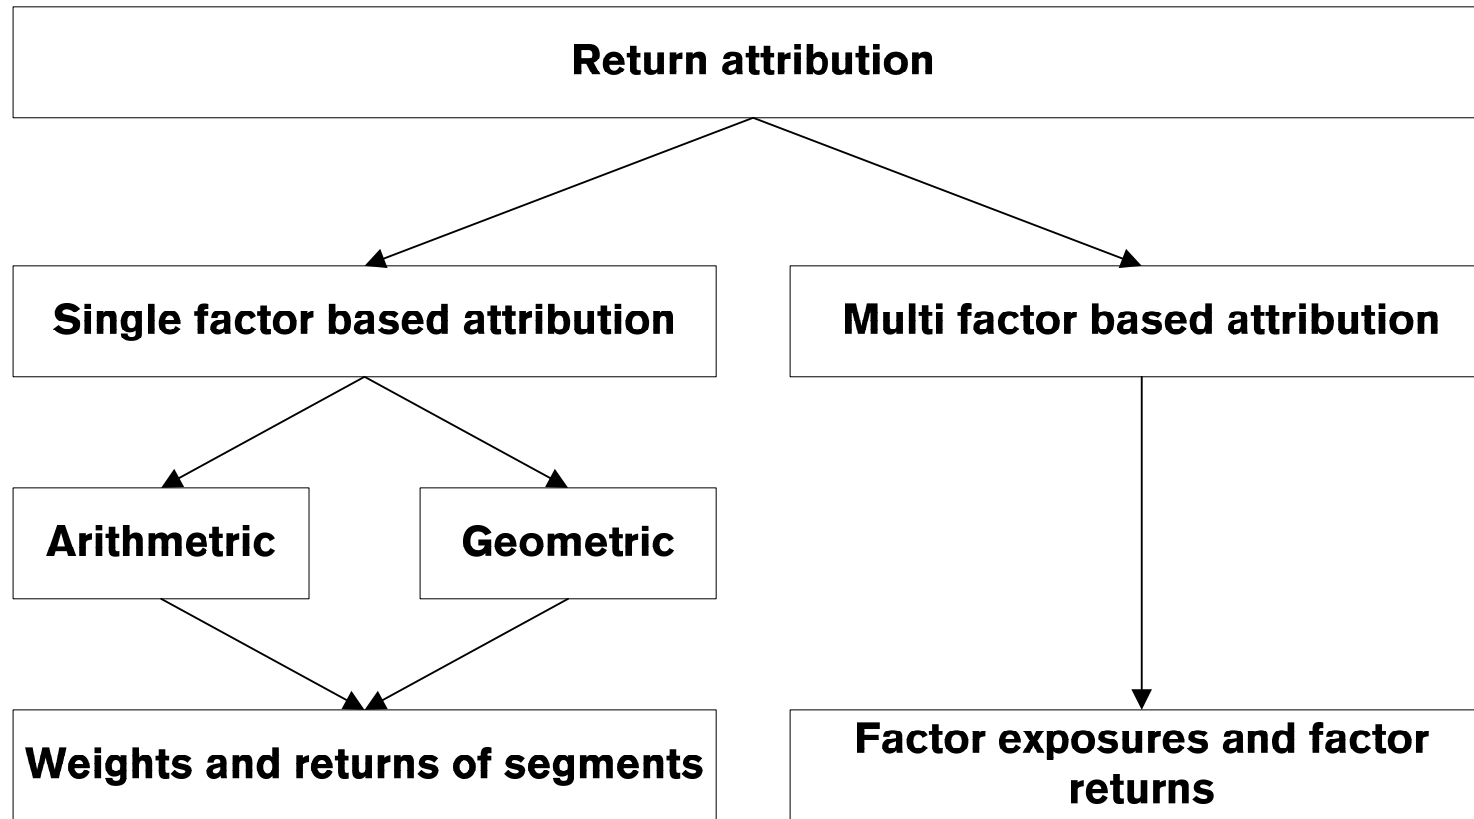 Return attribution
Single factor based attribution
Multi factor based attribution
Arithmetric
Geometric
Weights and returns of segments
Factor exposures and factor
returns